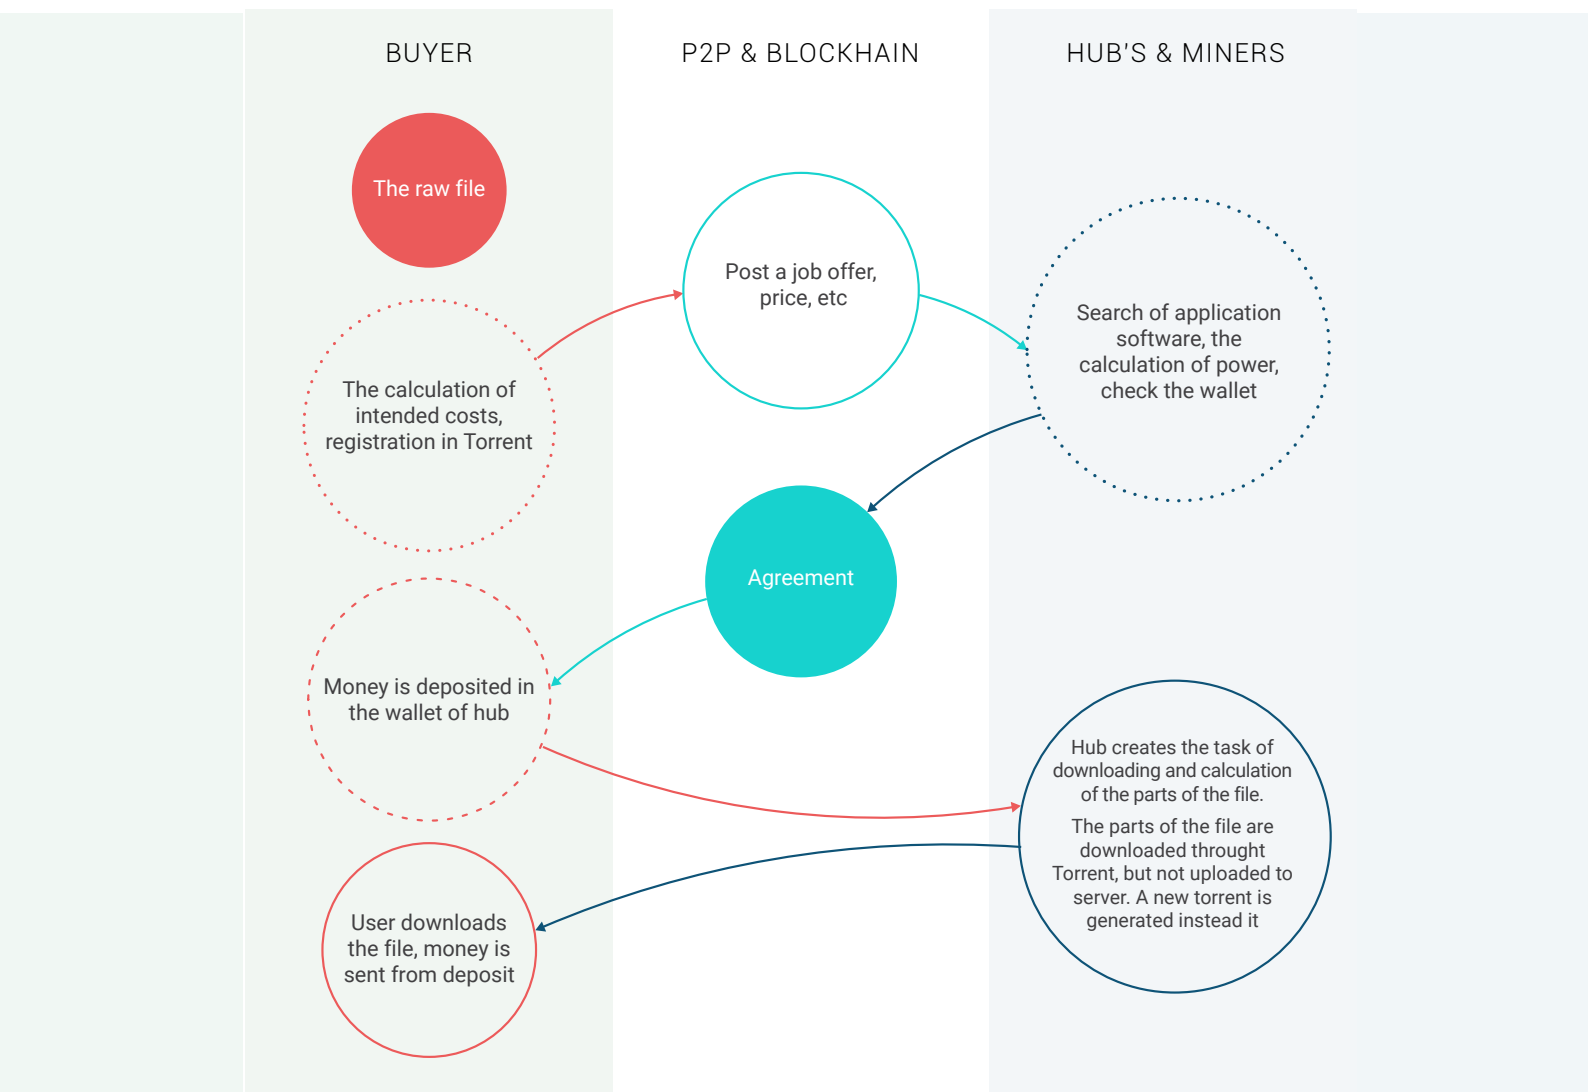 BUYER
P2P & BLOCKHAIN
HUB'S & MINERS
The raw file
Post a job offer,
price, etc
Search of application
software, the
calculation of power,
check the wallet
The calculation of
intended costs,
registration in Torrent
Agreement
Money is deposited in
the wallet of hub
Hub creates the task of
downloading and calculation
of the parts of the file.
The parts of the file are
downloaded throught
Torrent, but not uploaded to
server. A new torrent is
generated instead it
User downloads
the file, money is
sent from deposit